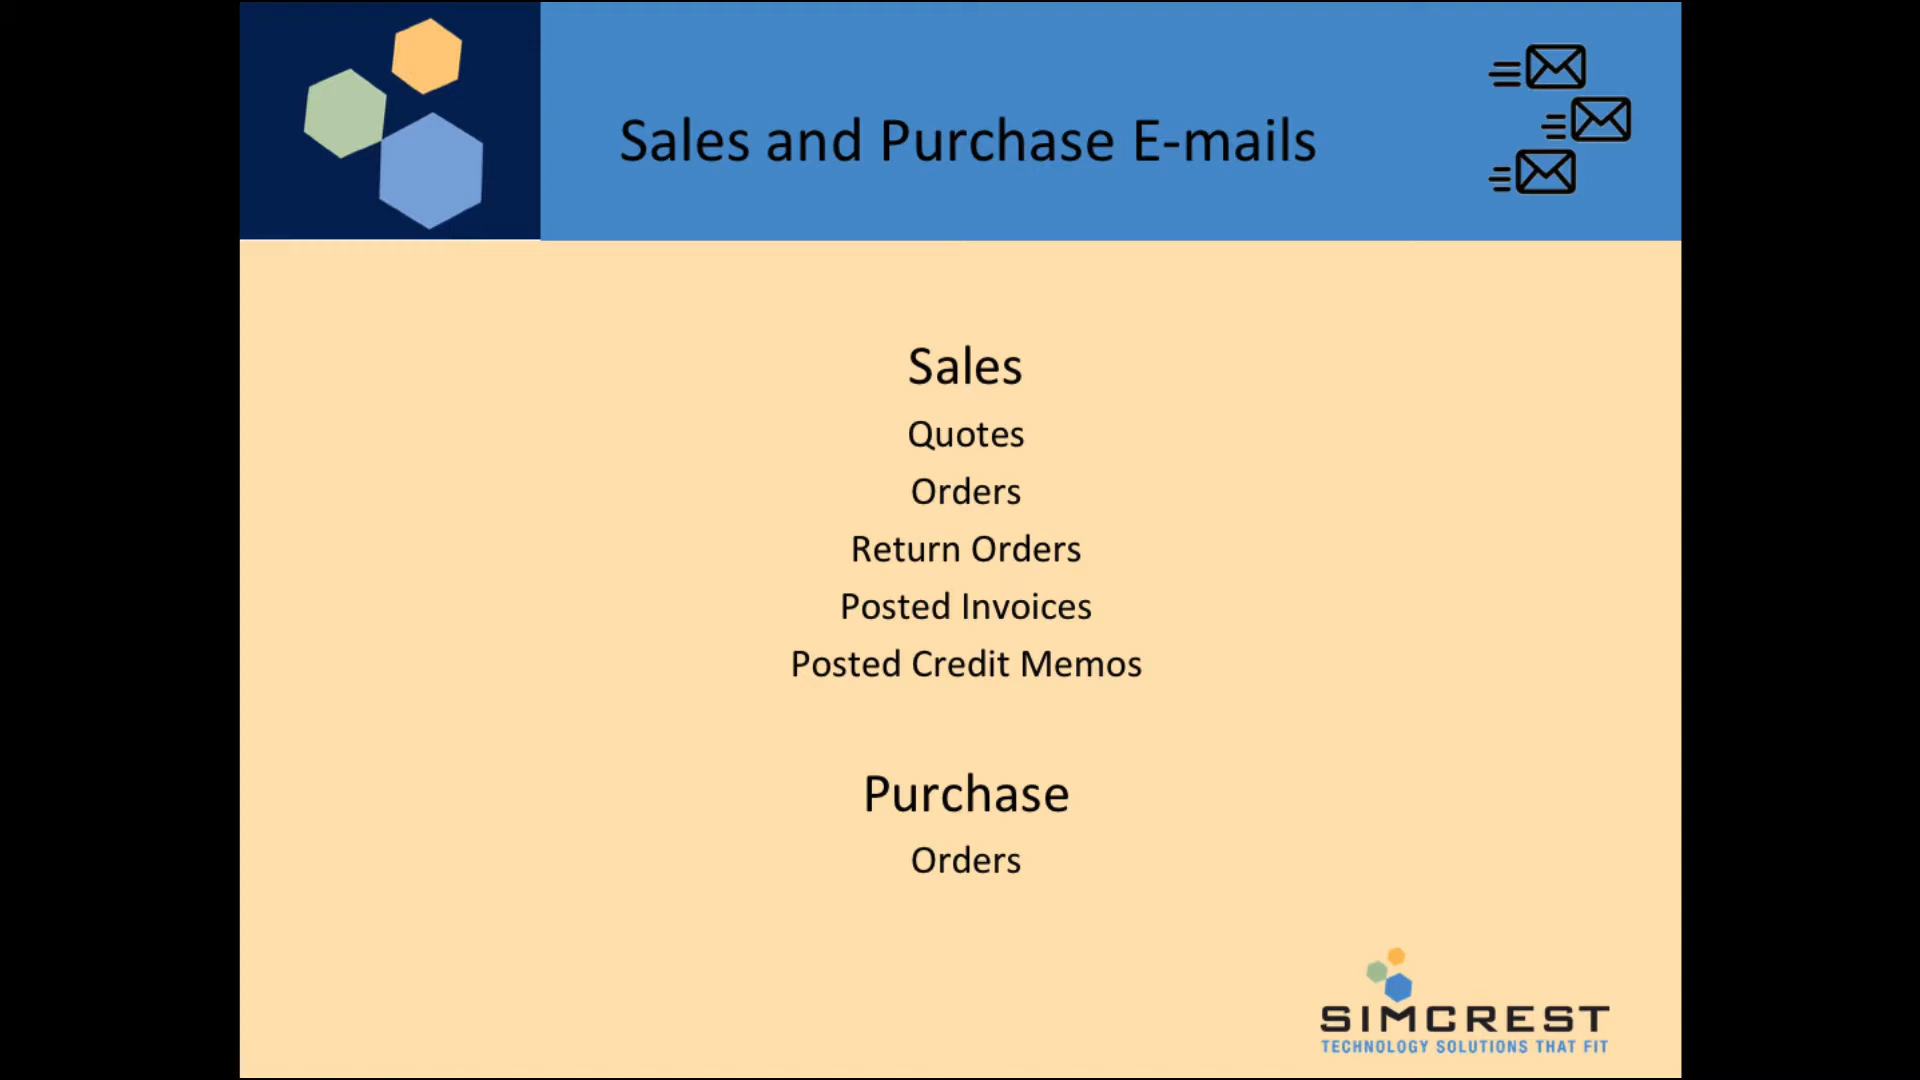 Sales and Purchase E-mails
Sales
Quotes
Orders
Return Orders
Posted Invoices
Posted Credit Memos
Purchase
Orders
SIMCREST
TECHNOLOGY SOLUTIONS THAT FIT